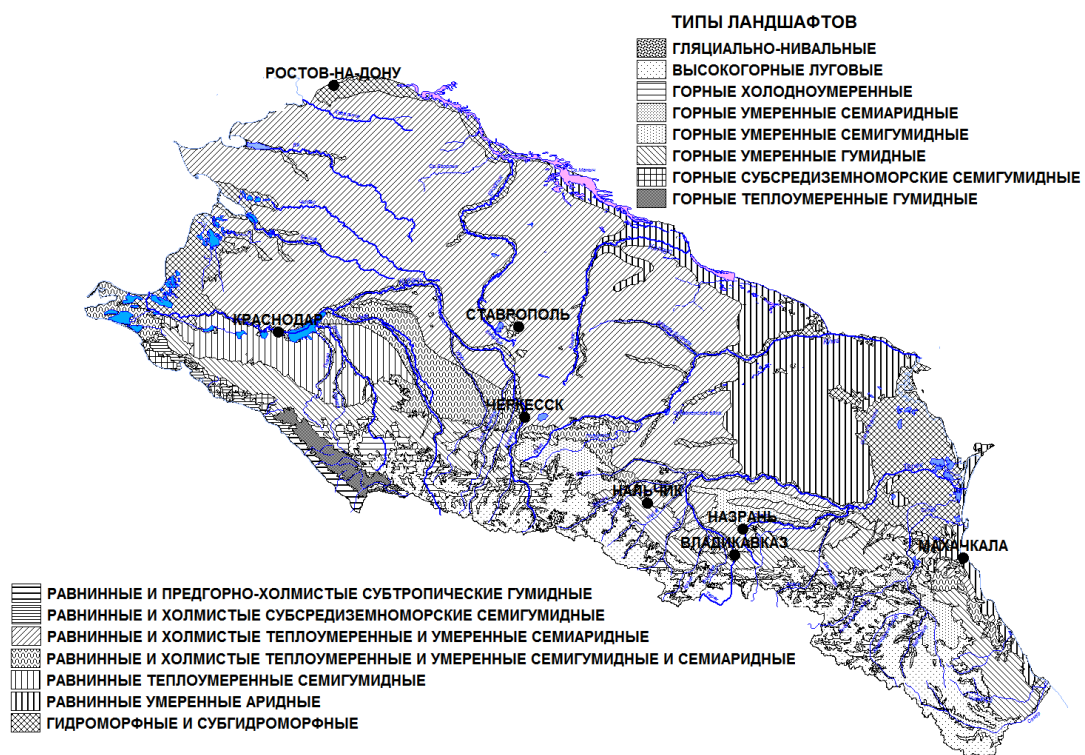 ТИПЫ ЛАНДШАФТОВ
ГЛЯЦИАЛЬНО-НИВАЛЬНЫЕ
ВЫСОКОГОРНЫЕ ЛУГОВЫЕ
ГОРНЫЕ ХОЛОДНОУМЕРЕННЫЕ
ГОРНЫЕ УМЕРЕННЫЕ СЕМИАРИДНЫЕ
ГОРНЫЕ УМЕРЕННЫЕ СЕМИГУМИДНЫЕ
ГОРНЫЕ УМЕРЕННЫЕ ГУМИДНЫЕ
ГОРНЫЕ СУБСРЕДИЗЕМНОМОРСКИЕ СЕМИГУМИДНЫЕ
ГОРНЫЕ ТЕПЛОУМЕРЕННЫЕ ГУМИДНЫЕ
РОСТОВ-НА-ДОНУ
КРАСНОДАР
СТАВРОПОЛЬ
ЧЕРКЕССК
НАЛЬЧИК
НАЗРАНЬ
ВЛАДИКАВКАЗ
МАХАЧКАЛА
РАВНИННЫЕ И ПРЕДГОРНО-ХОЛМИСТЫЕ СУБТРОПИЧЕСКИЕ ГУМИДНЫЕ
РАВНИННЫЕ И ХОЛМИСТЫЕ СУБСРЕДИЗЕМНОМОРСКИЕ СЕМИГУМИДНЫЕ
РАВНИННЫЕ И ХОЛМИСТЫЕ ТЕПЛОУМЕРЕННЫЕ И УМЕРЕННЫЕ СЕМИАРИДНЫЕ
РАВНИННЫЕ И ХОЛМИСТЫЕ ТЕПЛОУМЕРЕННЫЕ И УМЕРЕННЫЕ СЕМИГУМИДНЫЕ И СЕМИАРИДНЫЕ
РАВНИННЫЕ ТЕПЛОУМЕРЕННЫЕ СЕМИГУМИДНЫЕ
РАВНИННЫЕ УМЕРЕННЫЕ АРИДНЫЕ
ГИДРОМОРФНЫЕ И СУБГИДРОМОРФНЫЕ